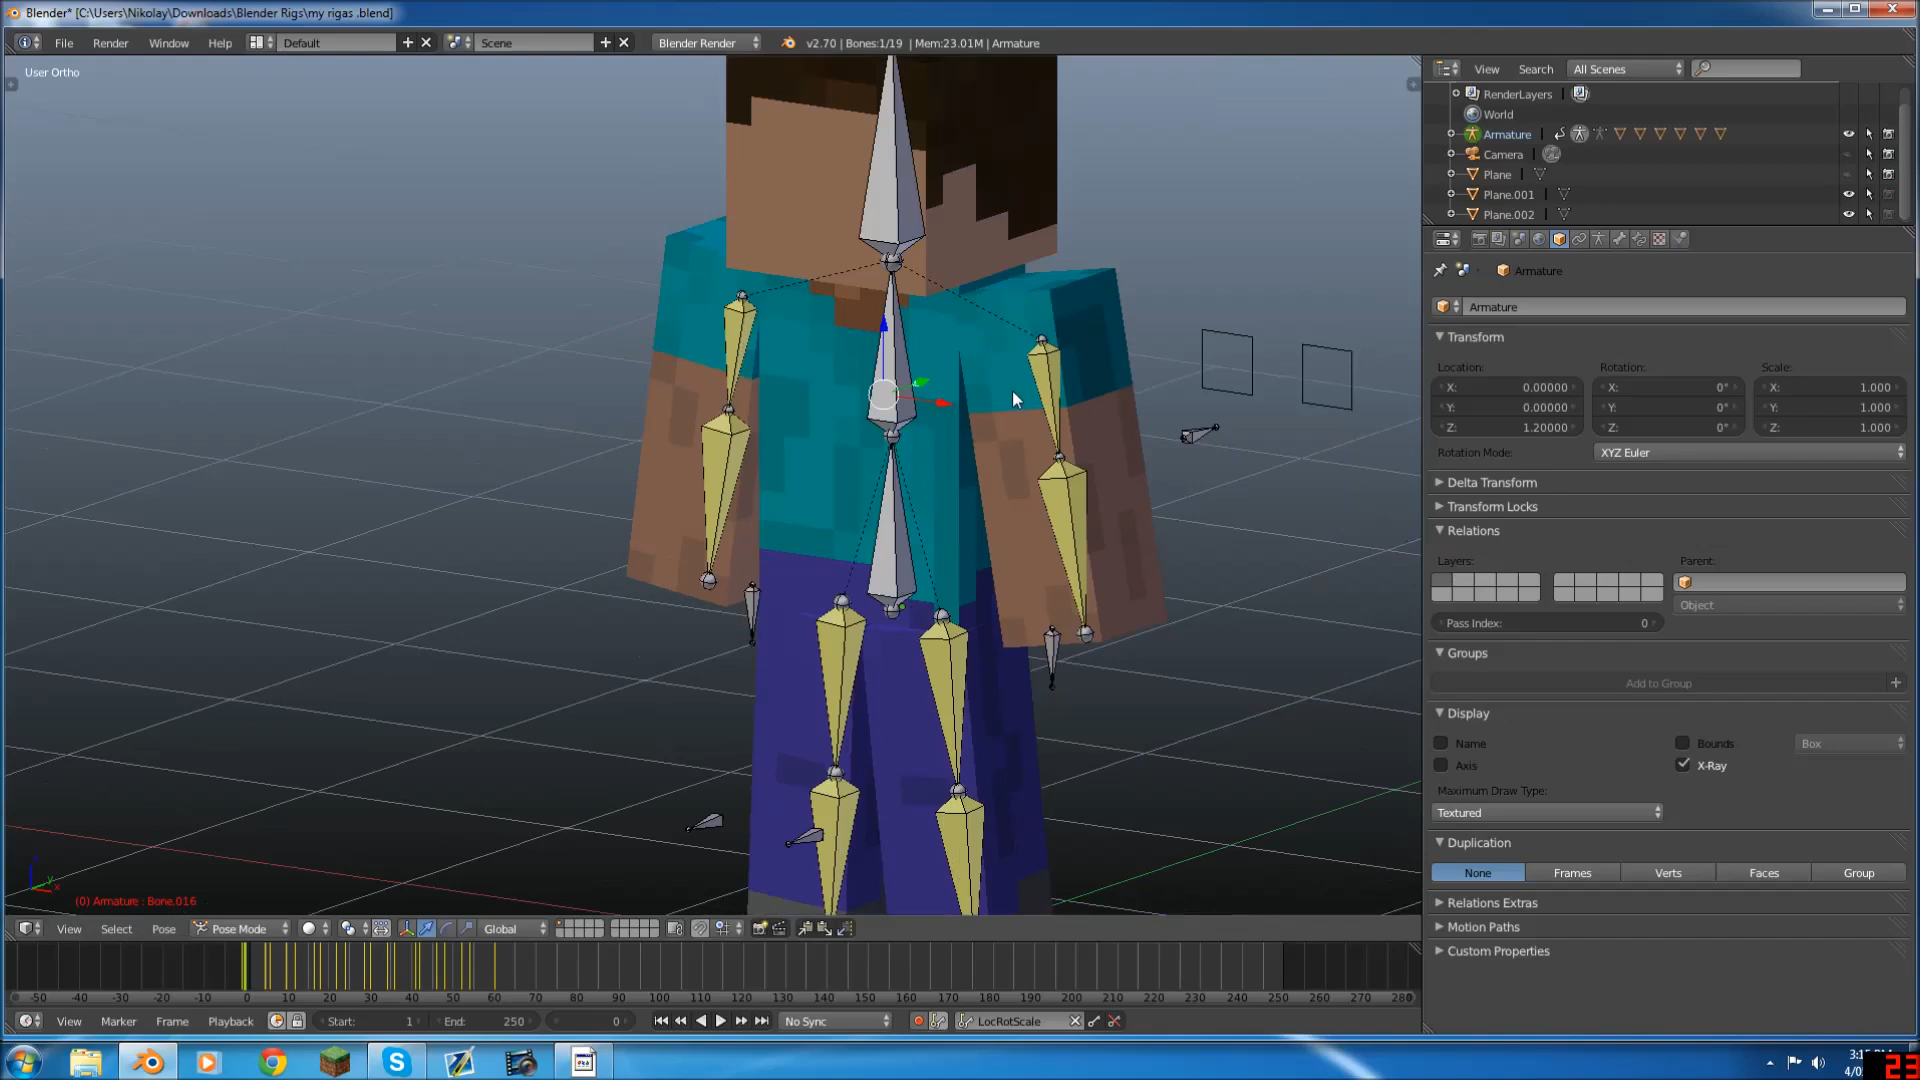 Blender* [C:\Users\Nikolay\Downloads\Blender Rigs\my rigas .blend]
File Render Window Help Default Scene Blender Render v2.70 | Bones:1/19 | Mem:23.01M | Armature
User Ortho
View Search All Scenes
RenderLayers
World
Armature
Camera
Plane
Plane.001
Plane.002
Armature
Armature
Transform
Location: Rotation: Scale:
X: 0.00000 X: 0° X: 1.000
Y: 0.00000 Y: 0° Y: 1.000
Z: 1.20000 Z: 0° Z: 1.000
Rotation Mode: XYZ Euler
Delta Transform
Transform Locks
Relations
Layers: Parent:
Object
Pass Index: 0
Groups
Add to Group
Display
Name Bounds Box
Axis X-Ray
Maximum Draw Type:
Textured
Duplication
None Frames Verts Faces Group
Relations Extras
Motion Paths
Custom Properties
(0) Armature : Bone.016
View Select Pose Pose Mode Global
-50 -40 -30 -20 -10 0 10 20 30 40 50 60 70 80 90 100 110 120 130 140 150 160 170 180 190 200 210 220 230 240 250 260 270 280
View Marker Frame Playback Start: 1 End: 250 0 No Sync LocRotScale
23